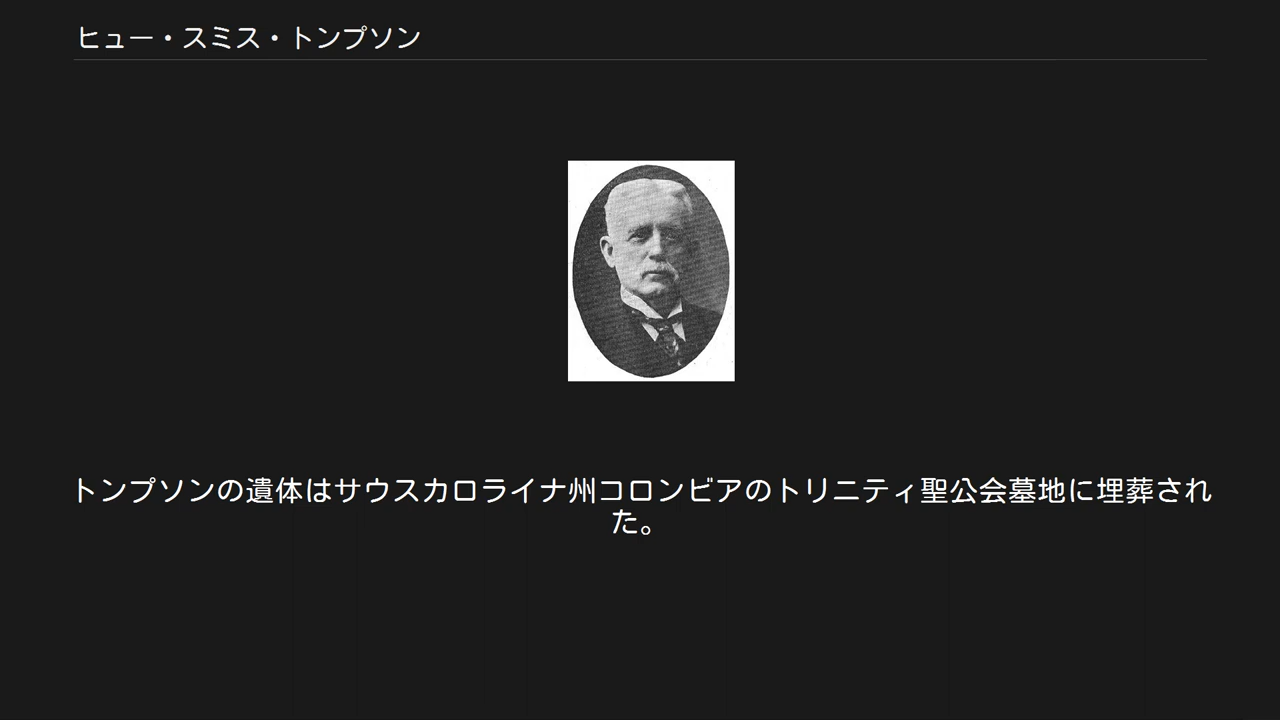 ヒュー・スミス・トンプソン
トンプソンの遺体はサウスカロライナ州コロンビアのトリニティ聖公会墓地に埋葬され
た。